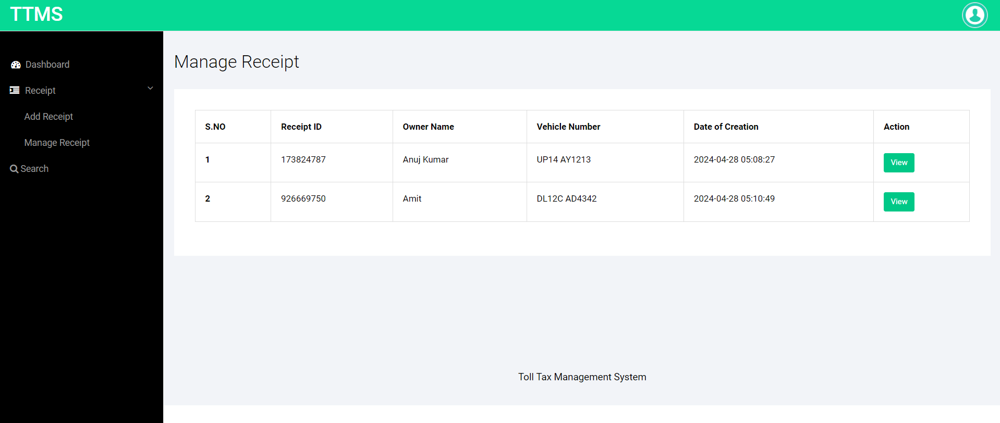 TTMS
Dashboard
Receipt
Add Receipt
Manage Receipt
Search
Manage Receipt
S.NO Receipt ID Owner Name Vehicle Number Date of Creation Action
1 173824787 Anuj Kumar UP14 AY1213 2024-04-28 05:08:27 View
2 926669750 Amit DL12C AD4342 2024-04-28 05:10:49 View
Toll Tax Management System